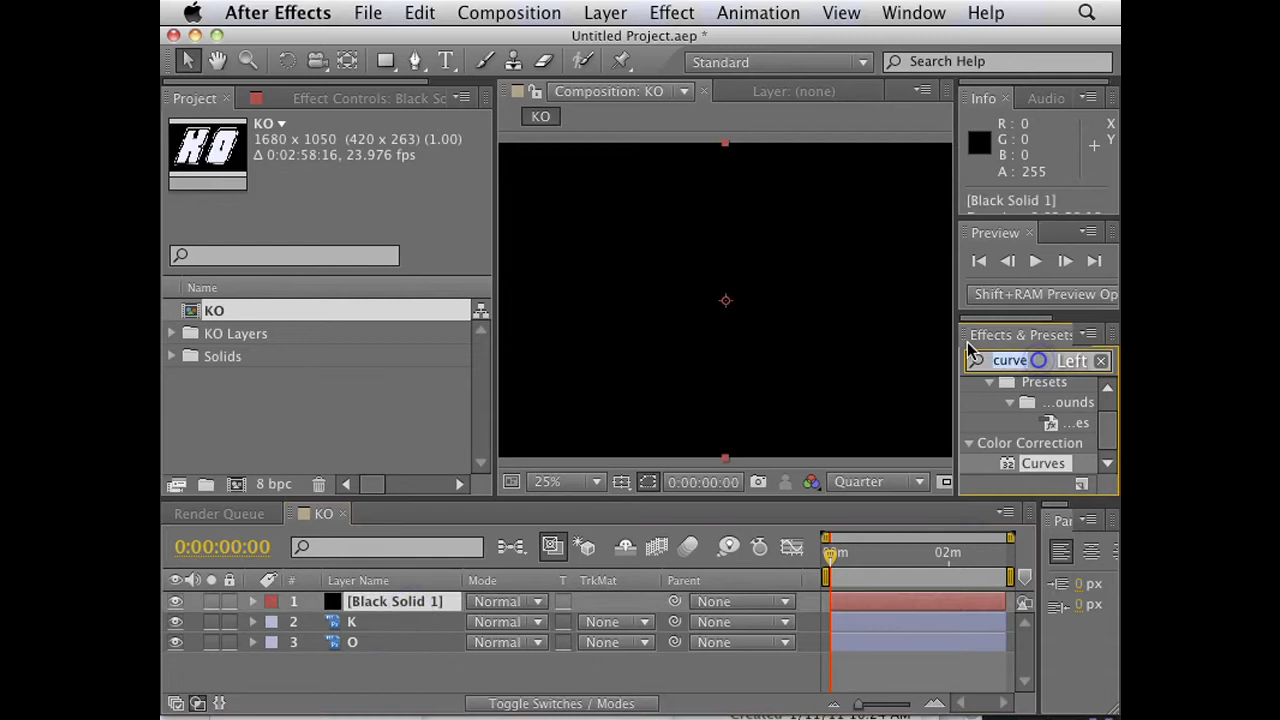 After Effects File Edit Composition Layer Effect Animation View Window Help
Untitled Project.aep *
Standard Search Help
Project Effect Controls: Black Sc Composition: KO Layer: (none) Info Audio
KO
KO
1680 x 1050 (420 x 263) (1.00)
Δ 0:02:58:16, 23.976 fps
KO
R: 0
G: 0
B: 0
A: 255
X
Y
[Black Solid 1]
Preview
Shift+RAM Preview Op
Name
KO
KO Layers
Solids
Effects & Presets
curve Left
Presets
...ounds
...es
Color Correction
32 Curves
8 bpc
25% 0:00:00:00 Quarter
Render Queue KO
0:00:00:00
02m
Par
# Layer Name Mode T TrkMat Parent
1 [Black Solid 1] Normal None
2 K Normal None None
3 O Normal None None
0 px
0 px
Toggle Switches / Modes